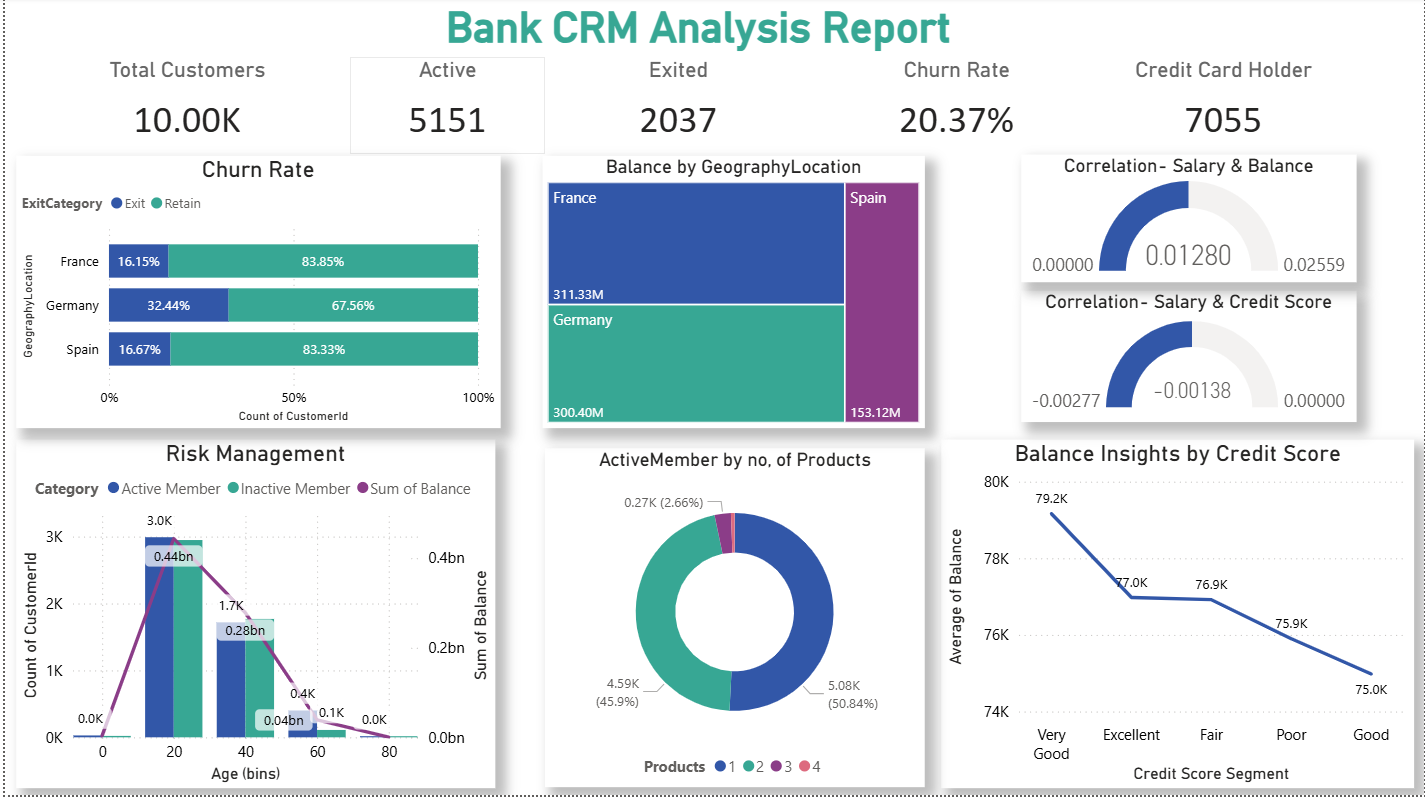 Bank CRM Analysis Report
Total Customers
10.00K
Active
5151
Exited
2037
Churn Rate
20.37%
Credit Card Holder
7055
Churn Rate
ExitCategory Exit Retain
GeographyLocation
France 16.15% 83.85%
Germany 32.44% 67.56%
Spain 16.67% 83.33%
0% 50% 100%
Count of CustomerId
Balance by GeographyLocation
France
311.33M
Germany
300.40M
Spain
153.12M
Correlation- Salary & Balance
0.01280
0.00000 0.02559
Correlation- Salary & Credit Score
-0.00138
-0.00277 0.00000
Risk Management
Category Active Member Inactive Member Sum of Balance
Count of CustomerId
3K
2K
1K
0K
3.0K
0.44bn
1.7K
0.28bn
0.4K
0.04bn
0.1K
0.0K
0.0K
0.4bn
0.2bn
0.0bn
Sum of Balance
0 20 40 60 80
Age (bins)
ActiveMember by no, of Products
0.27K (2.66%)
4.59K
(45.9%)
5.08K
(50.84%)
Products 1 2 3 4
Balance Insights by Credit Score
Average of Balance
80K
78K
76K
74K
79.2K
77.0K
76.9K
75.9K
75.0K
Very
Good
Excellent
Fair
Poor
Good
Credit Score Segment